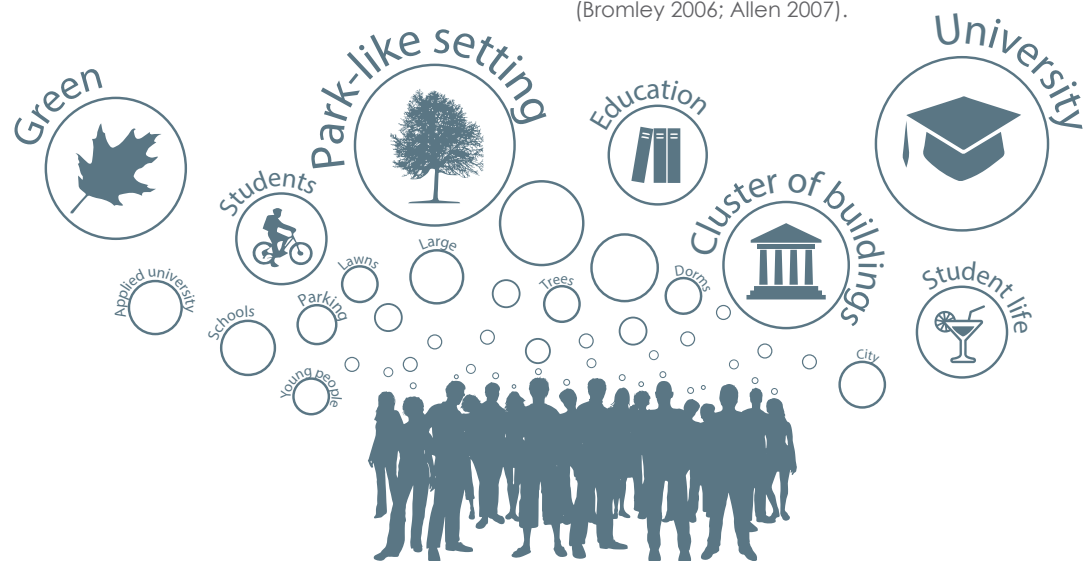 (Bromley 2006; Allen 2007).
University
Park-like setting
Green
Education
Students
Cluster of buildings
Large
Lawns
Trees
Dorms
Student life
Applied university
Parking
Schools
City
Young people